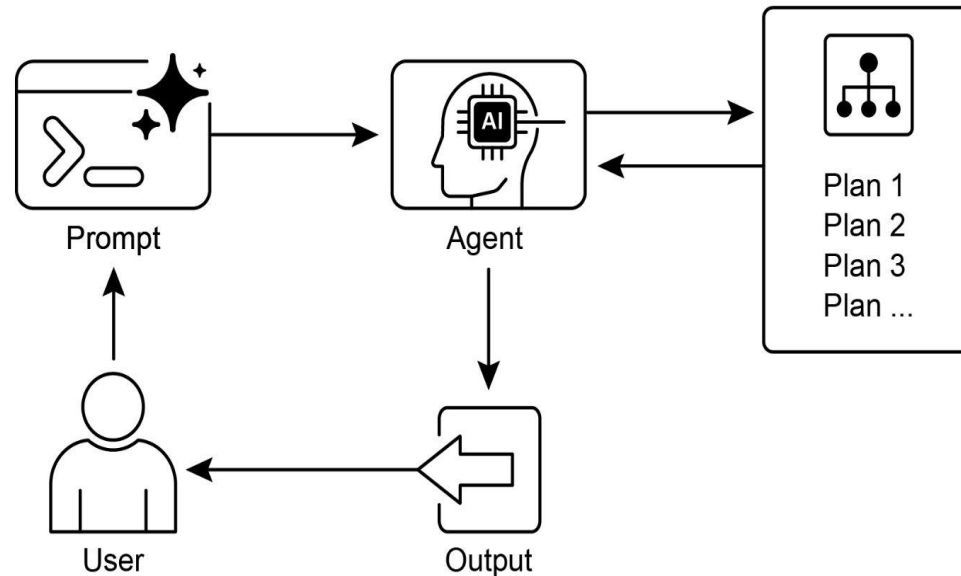 AI
Prompt
Agent
Plan 1
Plan 2
Plan 3
Plan ...
User
Output